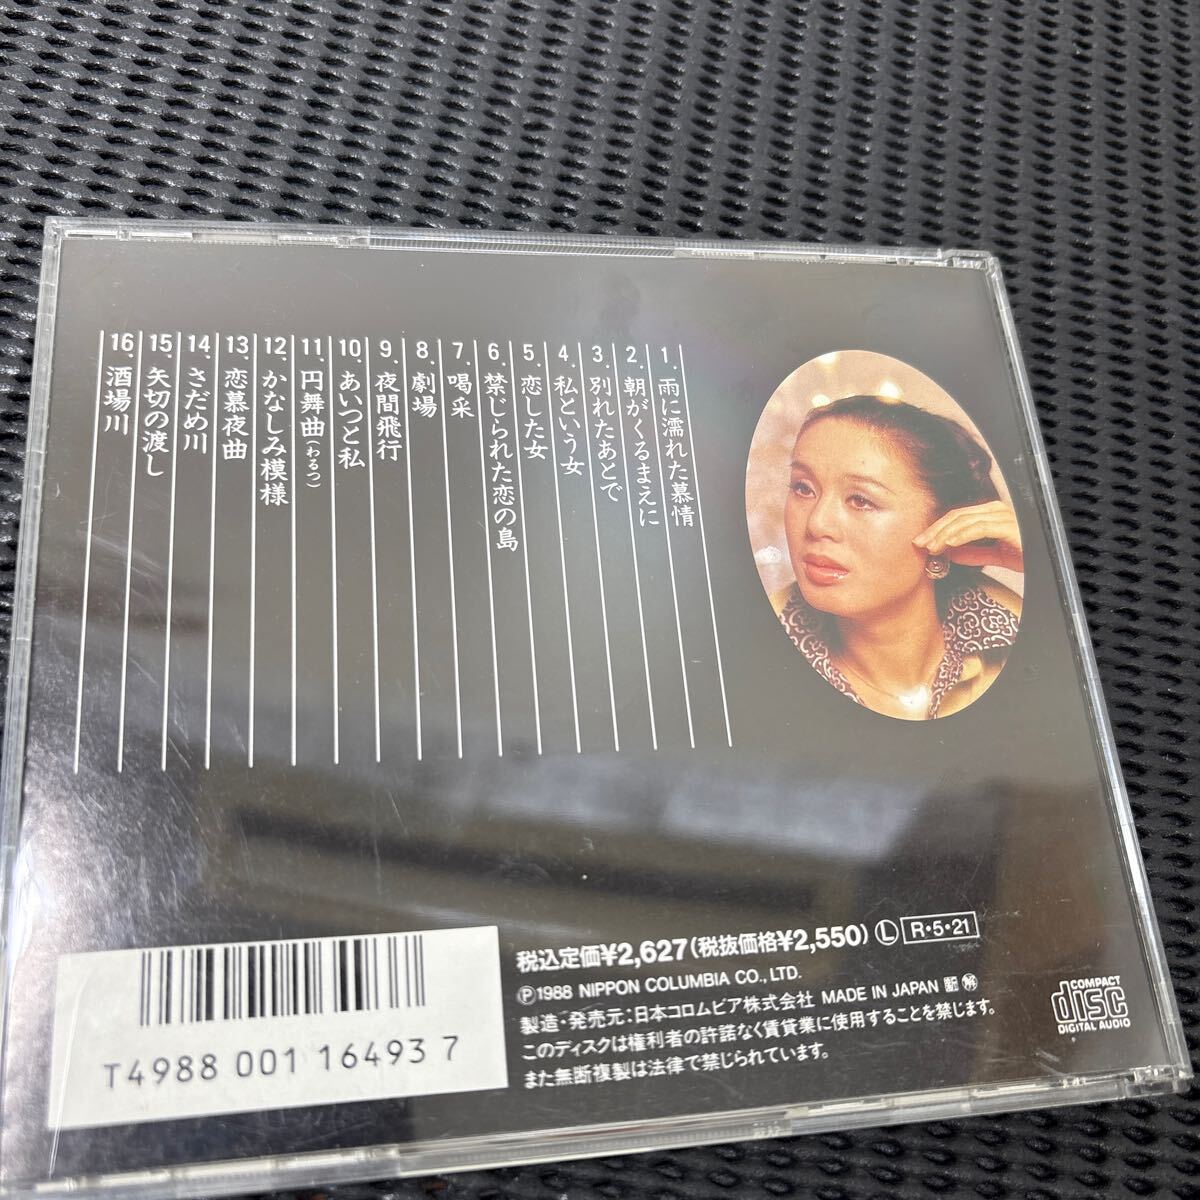 1. 雨に濡れた慕情
2. 朝がくるまえに
3. 別れたあとで
4. 私という女
5. 恋した女
6. 禁じられた恋の島
7. 喝采
8. 劇場
9. 夜間飛行
10. あいつと私
11. 円舞曲(わるつ)
12. かなしみ模様
13. 恋慕夜曲
14. さだめ川
15. 矢切の渡し
16. 酒場川
税込定価¥2,627(税抜価格¥2,550) Ⓛ R・5・21
Ⓟ1988 NIPPON COLUMBIA CO., LTD.
製造・発売元:日本コロムビア株式会社 MADE IN JAPAN
このディスクは権利者の許諾なく賃貸業に使用することを禁じます。
また無断複製は法律で禁じられています。
COMPACT
disc
DIGITAL AUDIO
T4988 001 16493 7